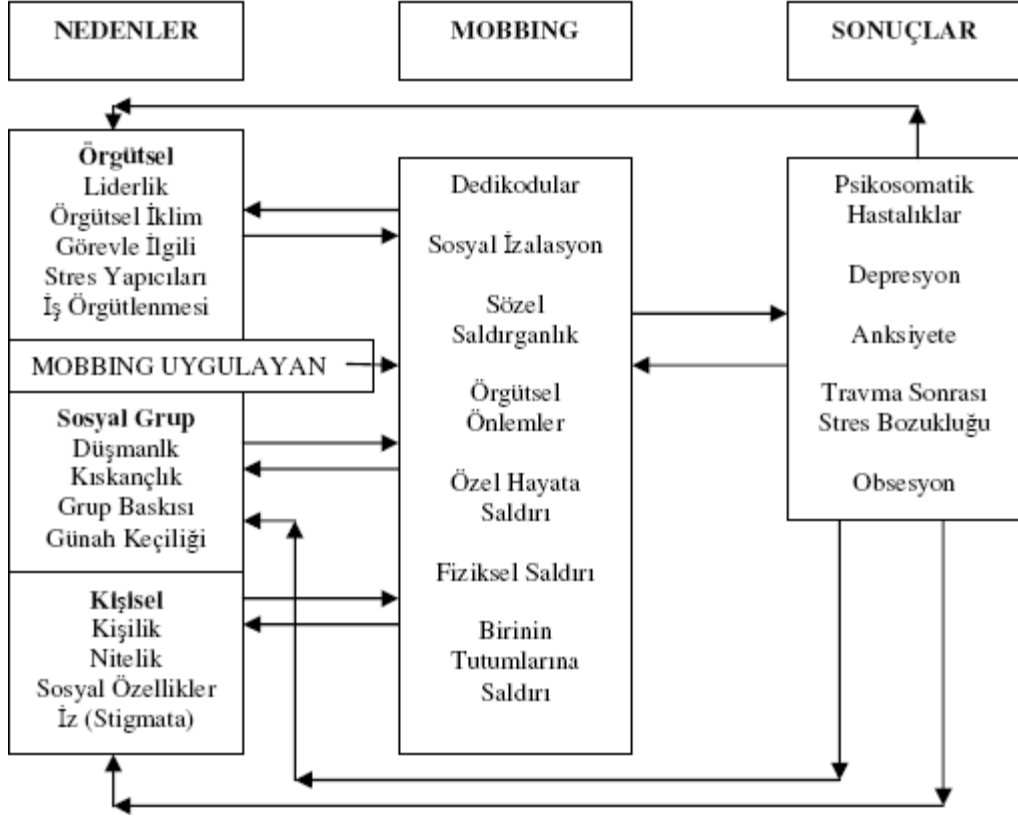 NEDENLER
MOBBING
SONUÇLAR
Örgütsel
Liderlik
Örgütsel İklim
Görevle İlgili
Stres Yapıcıları
İş Örgütlenmesi
MOBBING UYGULAYAN
Sosyal Grup
Düşmanlk
Kıskançlık
Grup Baskısı
Günah Keçiliği
Kişisel
Kişilik
Nitelik
Sosyal Özellikler
İz (Stigmata)
Dedikodular
Sosyal İzalasyon
Sözel
Saldırganlık
Örgütsel
Önlemler
Özel Hayata
Saldırı
Fiziksel Saldırı
Birinin
Tutumlarına
Saldırı
Psikosomatik
Hastalıklar
Depresyon
Anksiyete
Travma Sonrası
Stres Bozukluğu
Obsesyon